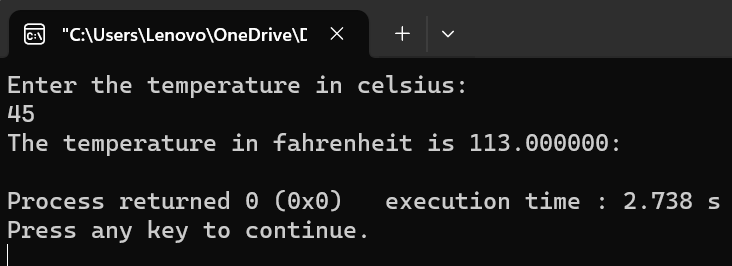 "C:\Users\Lenovo\OneDrive\D
Enter the temperature in celsius:
45
The temperature in fahrenheit is 113.000000:
Process returned 0 (0x0)   execution time : 2.738 s
Press any key to continue.